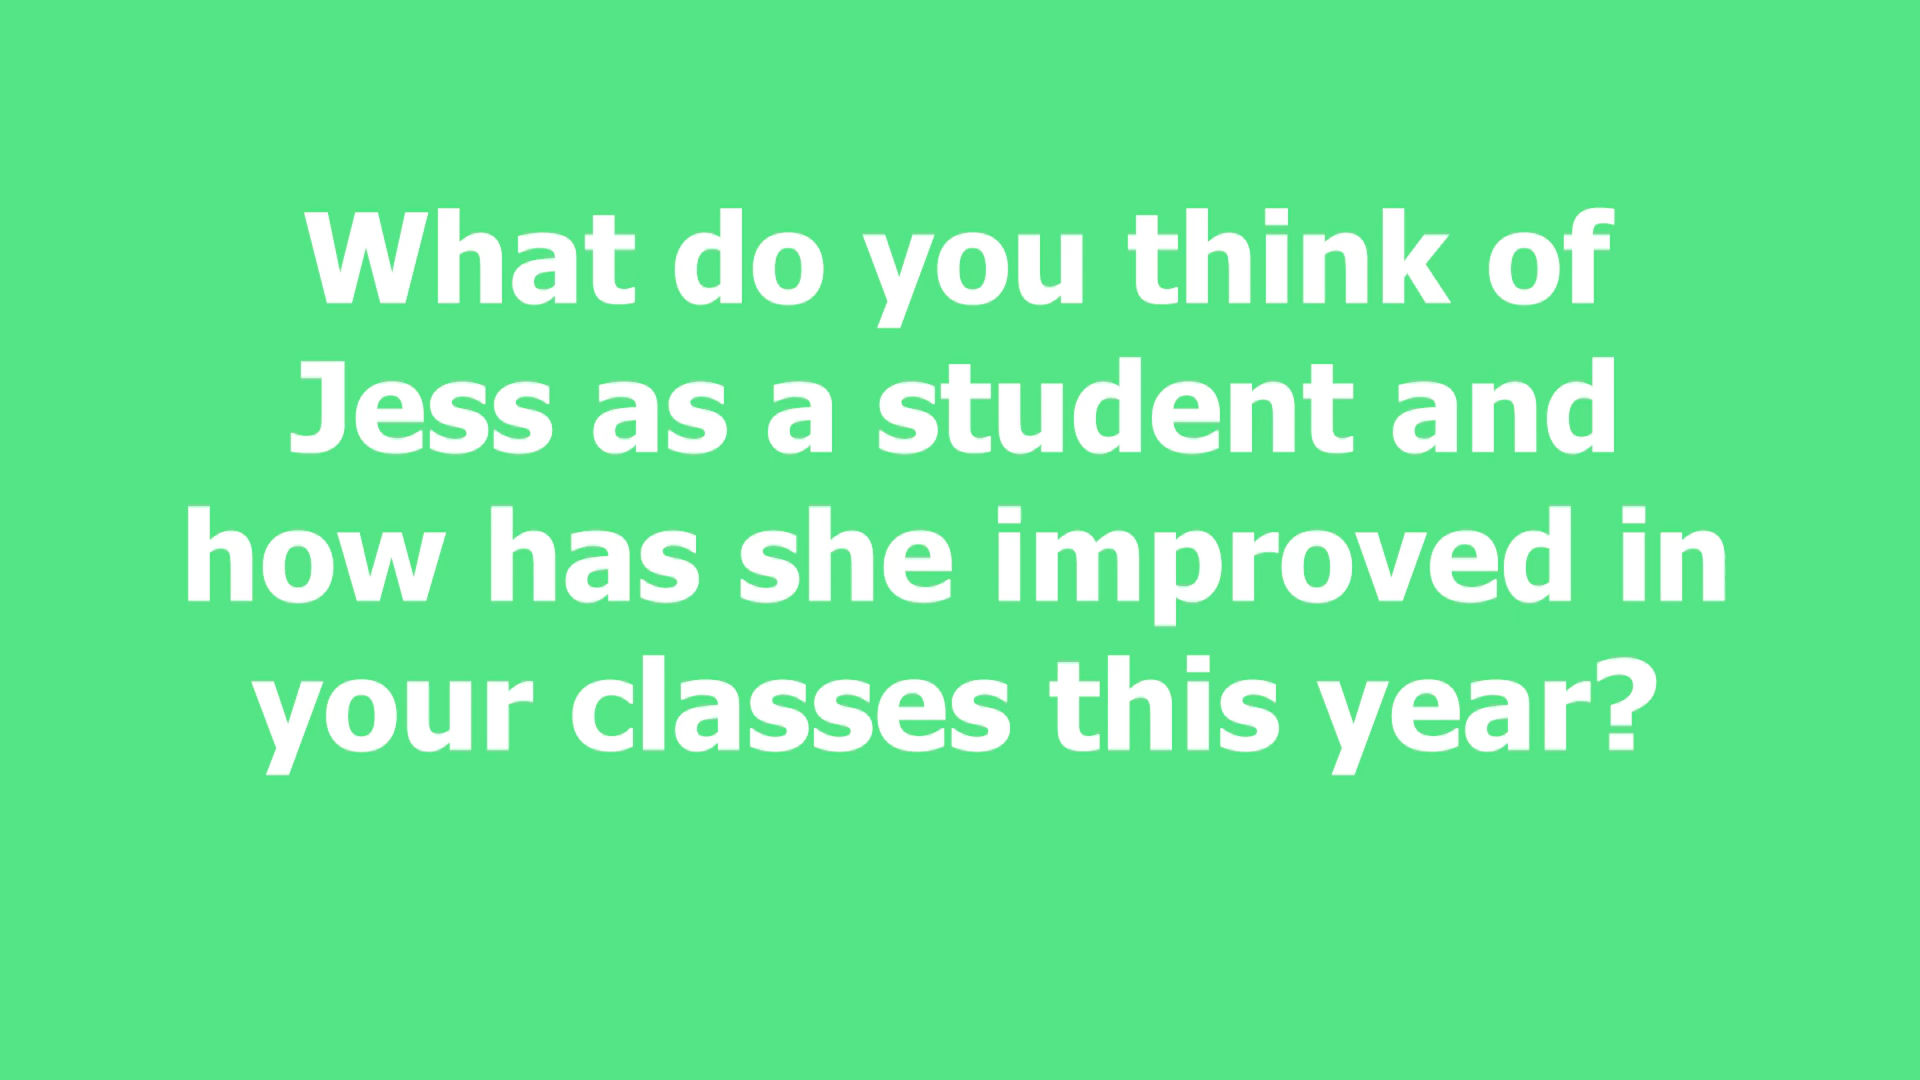 What do you think of
Jess as a student and
how has she improved in
your classes this year?